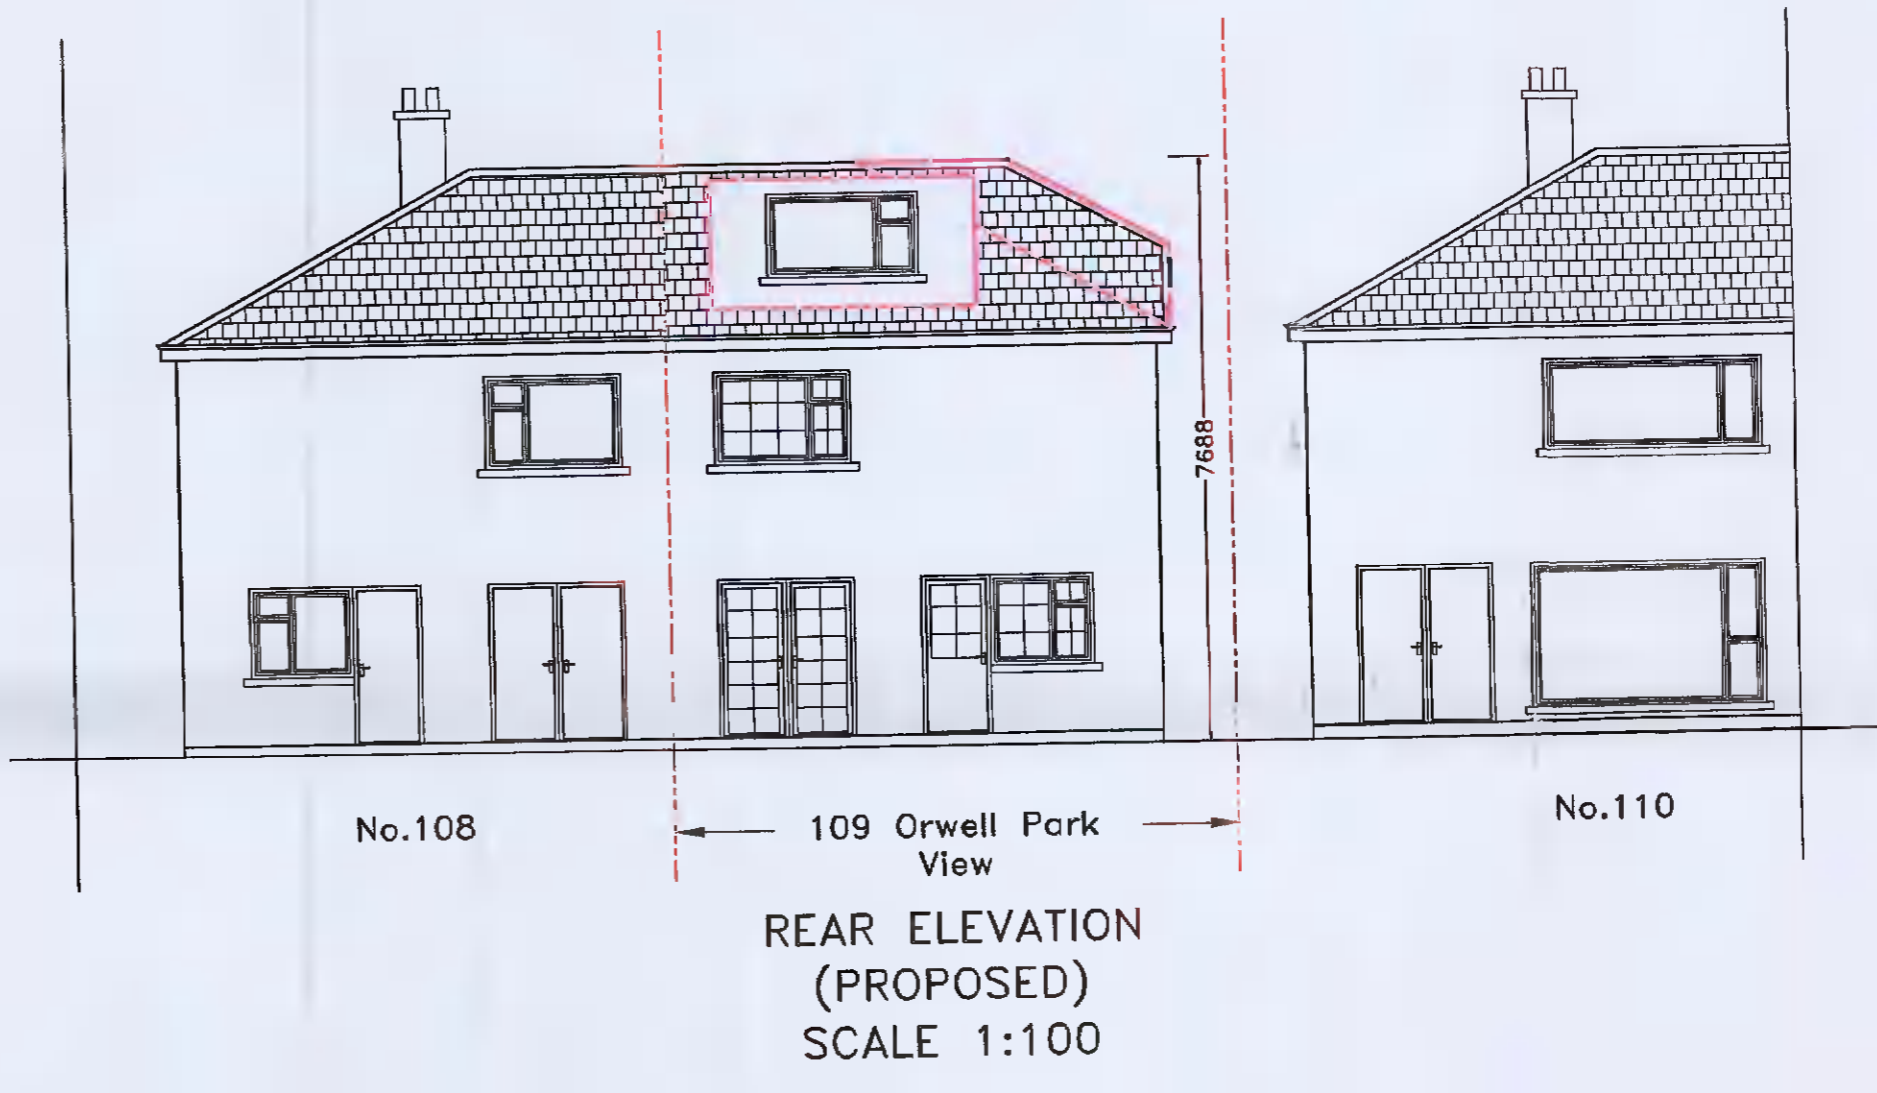 7688
No.108
109 Orwell Park
View
No.110
REAR ELEVATION
(PROPOSED)
SCALE 1:100